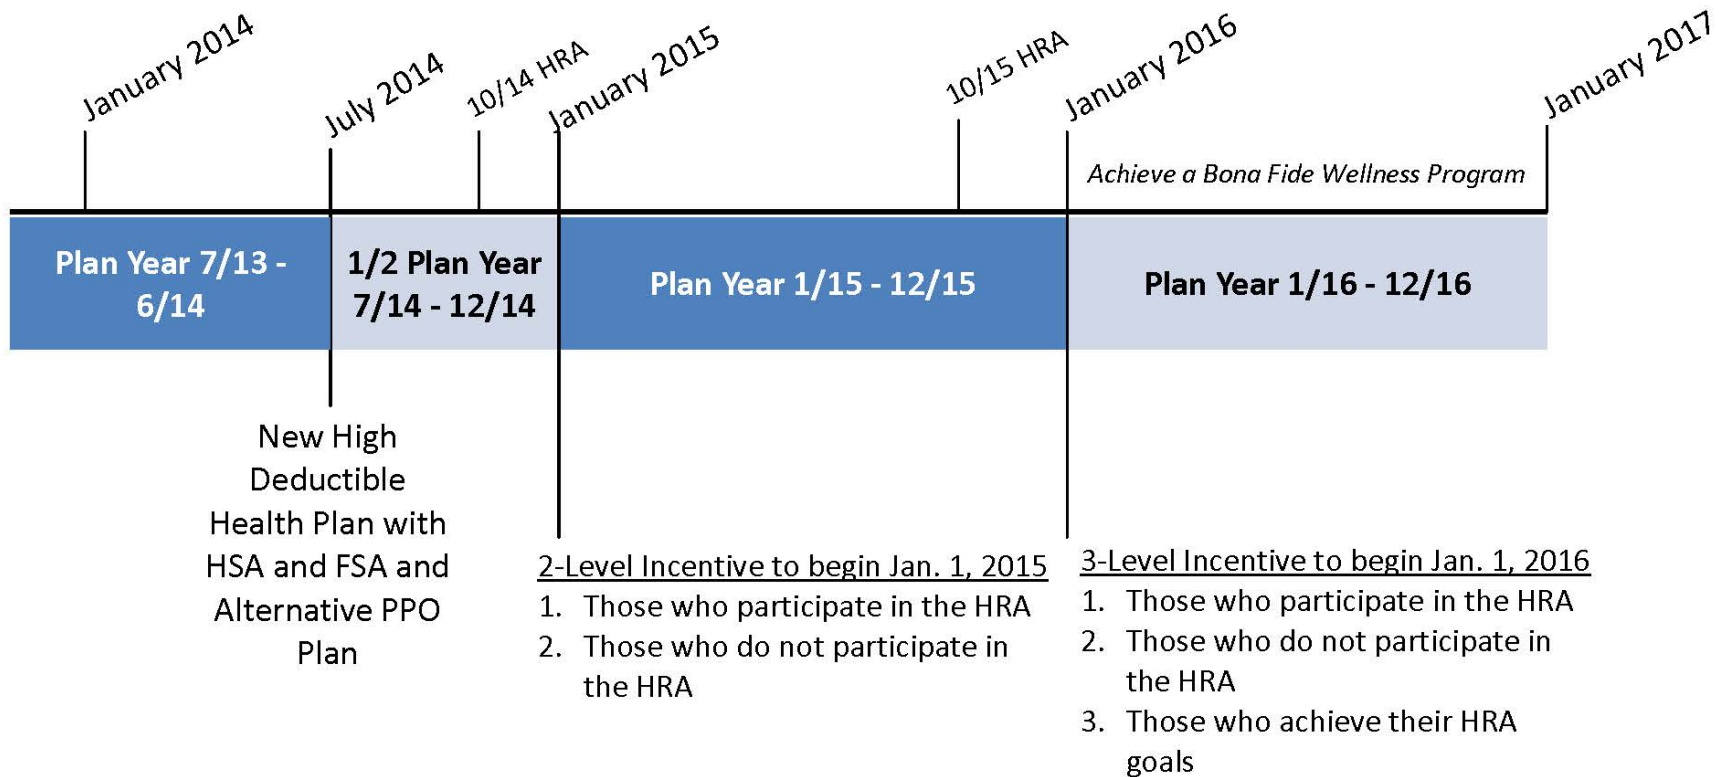 January 2014
July 2014
10/14 HRA
January 2015
10/15 HRA
January 2016
January 2017
Achieve a Bona Fide Wellness Program
Plan Year 7/13 -
6/14
1/2 Plan Year
7/14 - 12/14
Plan Year 1/15 - 12/15
Plan Year 1/16 - 12/16
New High
Deductible
Health Plan with
HSA and FSA and
Alternative PPO
Plan
2-Level Incentive to begin Jan. 1, 2015
1. Those who participate in the HRA
2. Those who do not participate in
the HRA
3-Level Incentive to begin Jan. 1, 2016
1. Those who participate in the HRA
2. Those who do not participate in
the HRA
3. Those who achieve their HRA
goals